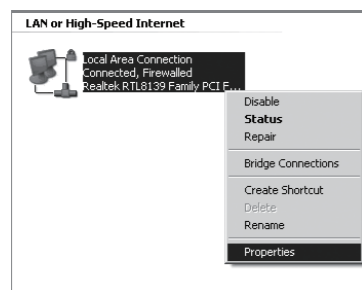 LAN or High-Speed Internet
Local Area Connection
Connected, Firewalled
Realtek RTL8139 Family PCI F...
Disable
Status
Repair
Bridge Connections
Create Shortcut
Delete
Rename
Properties